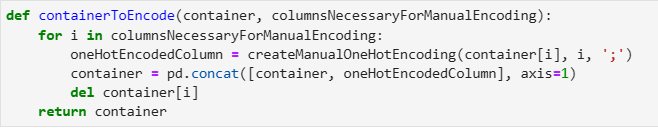 def containerToEncode(container, columnsNecessaryForManualEncoding):
    for i in columnsNecessaryForManualEncoding:
        oneHotEncodedColumn = createManualOneHotEncoding(container[i], i, ';')
        container = pd.concat([container, oneHotEncodedColumn], axis=1)
        del container[i]
    return container